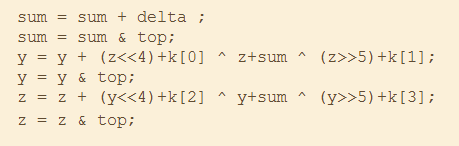 sum = sum + delta ;
sum = sum & top;
y = y + (z<<4)+k[0] ^ z+sum ^ (z>>5)+k[1];
y = y & top;
z = z + (y<<4)+k[2] ^ y+sum ^ (y>>5)+k[3];
z = z & top;